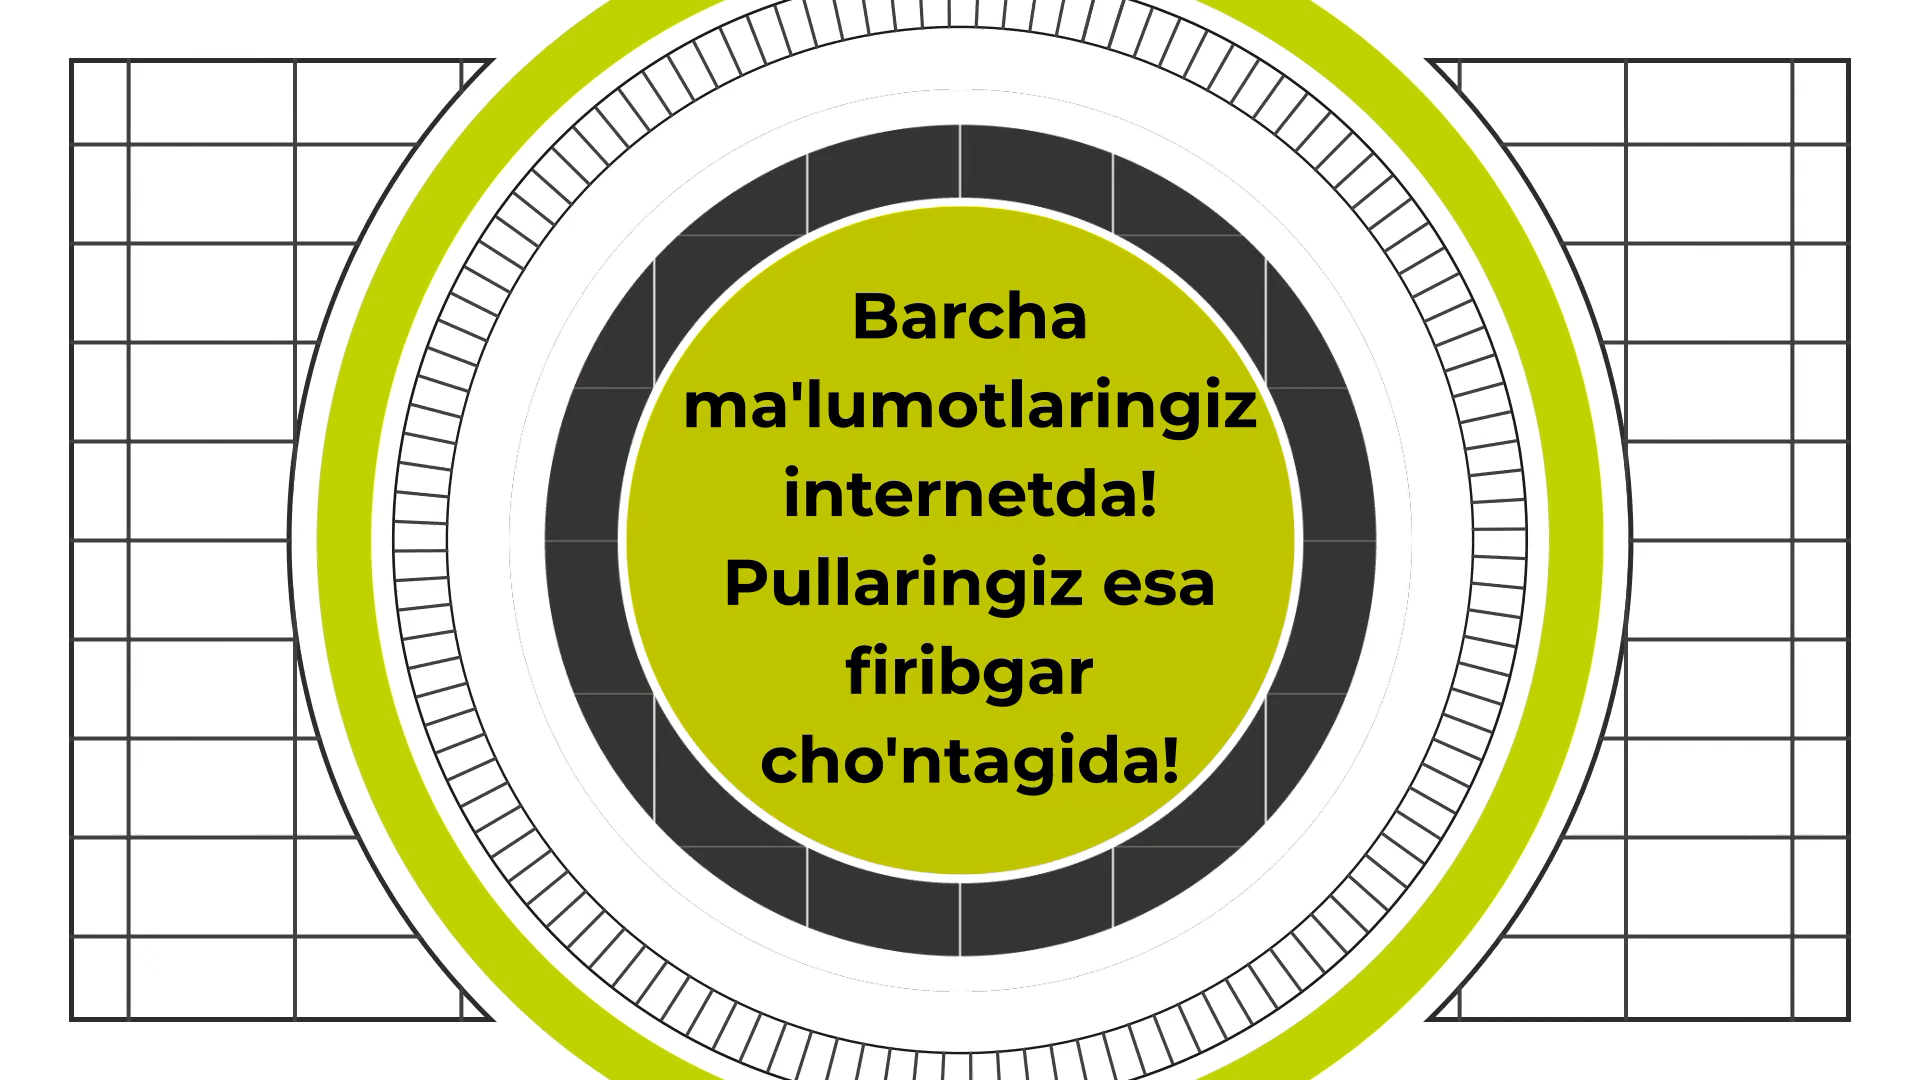 Barcha
ma'lumotlaringiz
internetda!
Pullaringiz esa
firibgar
cho'ntagida!